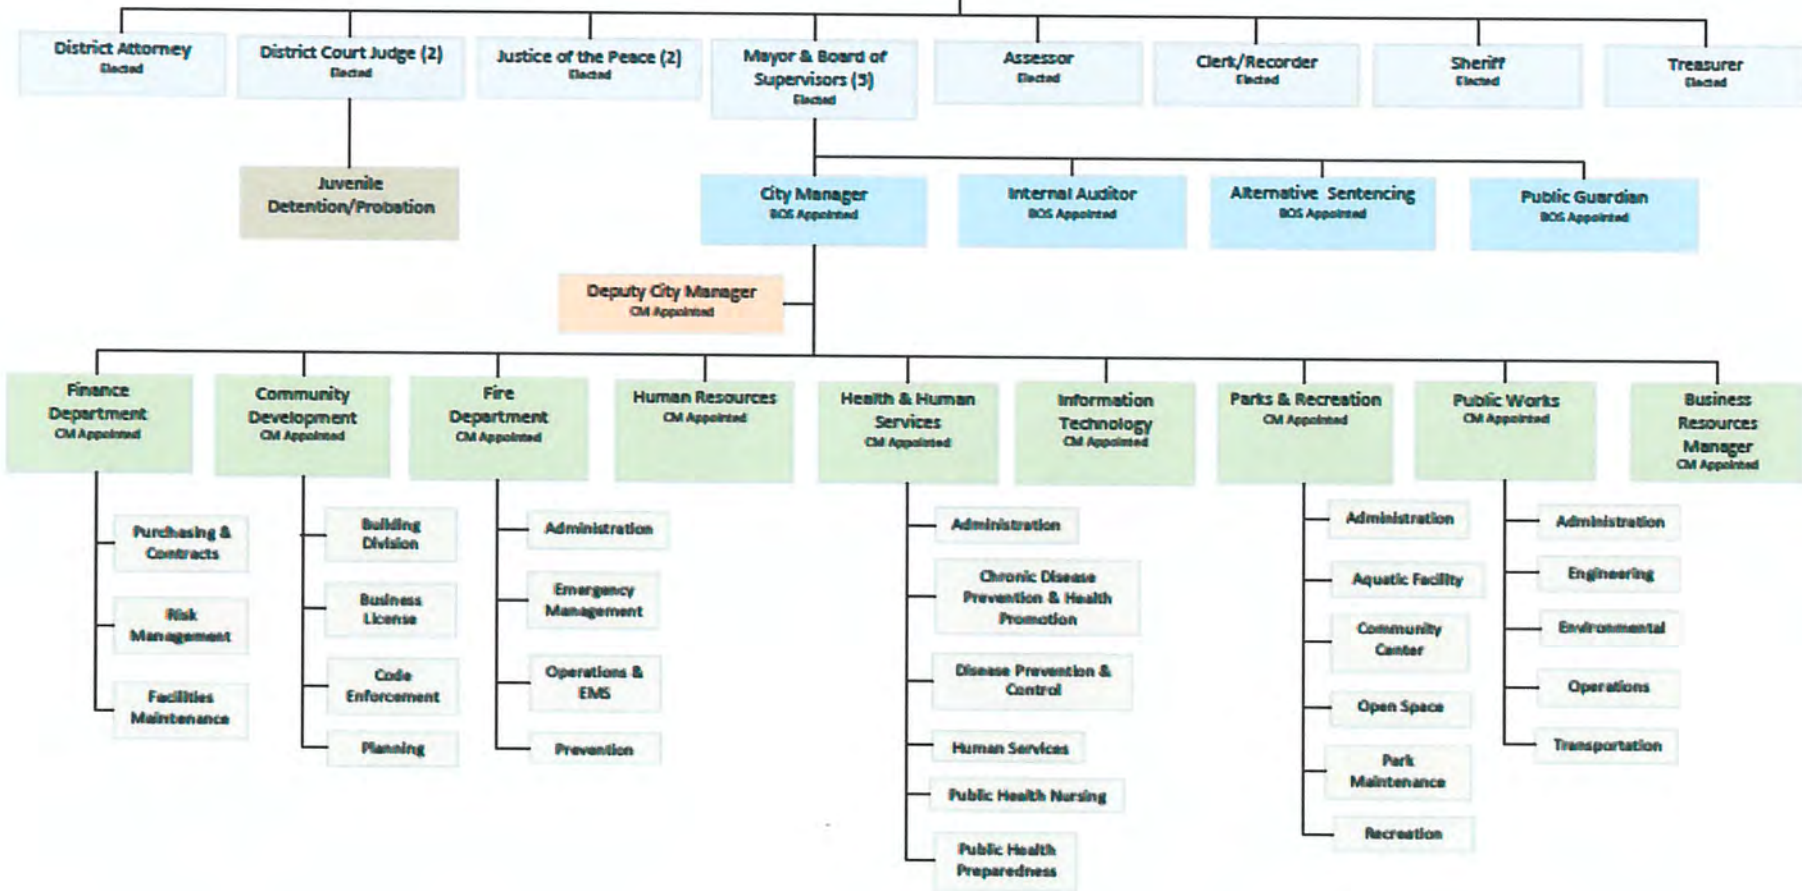 District Attorney
Elected
District Court Judge (2)
Elected
Justice of the Peace (2)
Elected
Mayor & Board of
Supervisors (5)
Elected
Assessor
Elected
Clerk/Recorder
Elected
Sheriff
Elected
Treasurer
Elected
Juvenile
Detention/Probation
City Manager
BOS Appointed
Internal Auditor
BOS Appointed
Alternative Sentencing
BOS Appointed
Public Guardian
BOS Appointed
Deputy City Manager
CM Appointed
Finance
Department
CM Appointed
Community
Development
CM Appointed
Fire
Department
CM Appointed
Human Resources
CM Appointed
Health & Human
Services
CM Appointed
Information
Technology
CM Appointed
Parks & Recreation
CM Appointed
Public Works
CM Appointed
Business
Resources
Manager
CM Appointed
Purchasing &
Contracts
Risk
Management
Facilities
Maintenance
Building
Division
Business
License
Code
Enforcement
Planning
Administration
Emergency
Management
Operations &
EMS
Prevention
Administration
Chronic Disease
Prevention & Health
Promotion
Disease Prevention &
Control
Human Services
Public Health Nursing
Public Health
Preparedness
Administration
Aquatic Facility
Community
Center
Open Space
Park
Maintenance
Recreation
Administration
Engineering
Environmental
Operations
Transportation